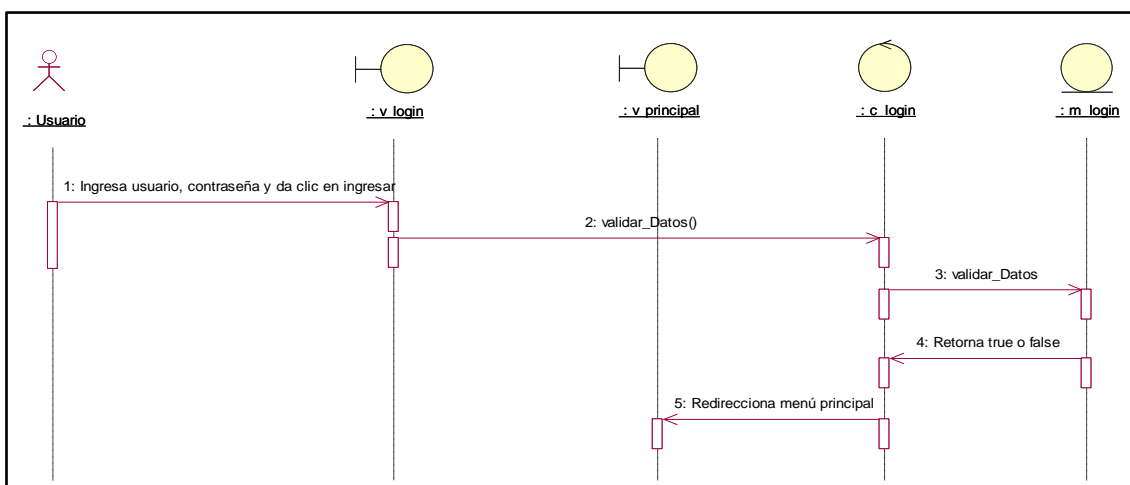 : Usuario
: v_login
: v_principal
: c_login
: m_login
1: Ingresa usuario, contraseña y da clic en ingresar
2: validar_Datos()
3: validar_Datos
4: Retorna true o false
5: Redirecciona menú principal